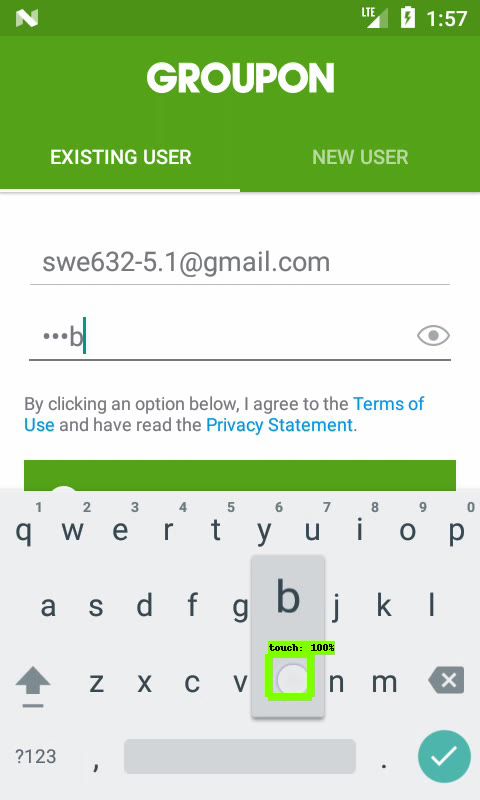 LTE 1:57
GROUPON
EXISTING USER NEW USER
swe632-5.1@gmail.com
•••b
By clicking an option below, I agree to the Terms of
Use and have read the Privacy Statement.
1 2 3 4 5 6 7 8 9 0
q w e r t y u i o p
a s d f g b j k l
touch: 100%
z x c v n m
?123 , .